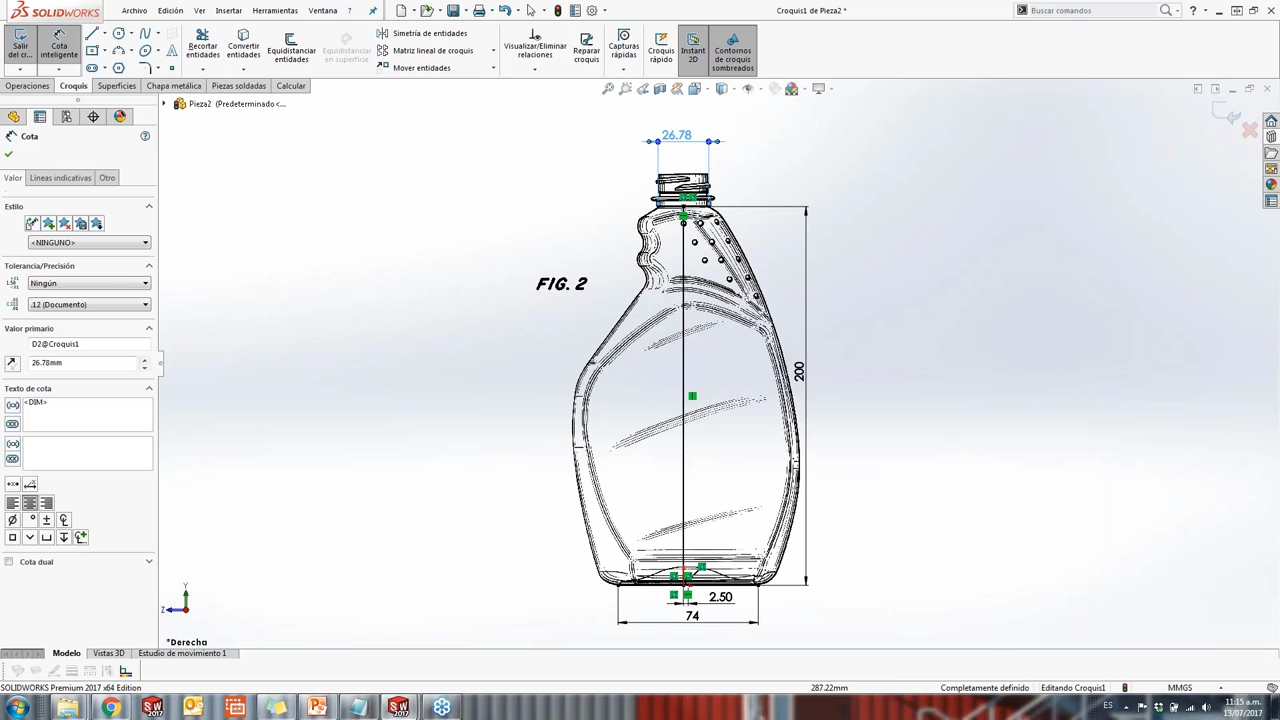 SOLIDWORKS
Archivo Edición Ver Insertar Herramientas Ventana ?
Croquis1 de Pieza2 *
Buscar comandos
Salir del cr...
Cota inteligente
Recortar entidades
Convertir entidades
Equidistanciar entidades
Equidistanciar en superficie
Simetría de entidades
Matriz lineal de croquis
Mover entidades
Visualizar/Eliminar relaciones
Reparar croquis
Capturas rápidas
Croquis rápido
Instant 2D
Contornos de croquis sombreados
Operaciones Croquis Superficies Chapa metálica Piezas soldadas Calcular
Pieza2 (Predeterminado<...
Cota
Valor Líneas indicativas Otro
Estilo
<NINGUNO>
Tolerancia/Precisión
Ningún
.12 (Documento)
Valor primario
D2@Croquis1
26.78mm
Texto de cota
<DIM>
Cota dual
26.78
FIG. 2
200
2.50
74
Y
Z
*Derecha
Modelo Vistas 3D Estudio de movimiento 1
SOLIDWORKS Premium 2017 x64 Edition
287.22mm Completamente definido Editando Croquis1 MMGS
ES
11:15 a.m.
13/07/2017